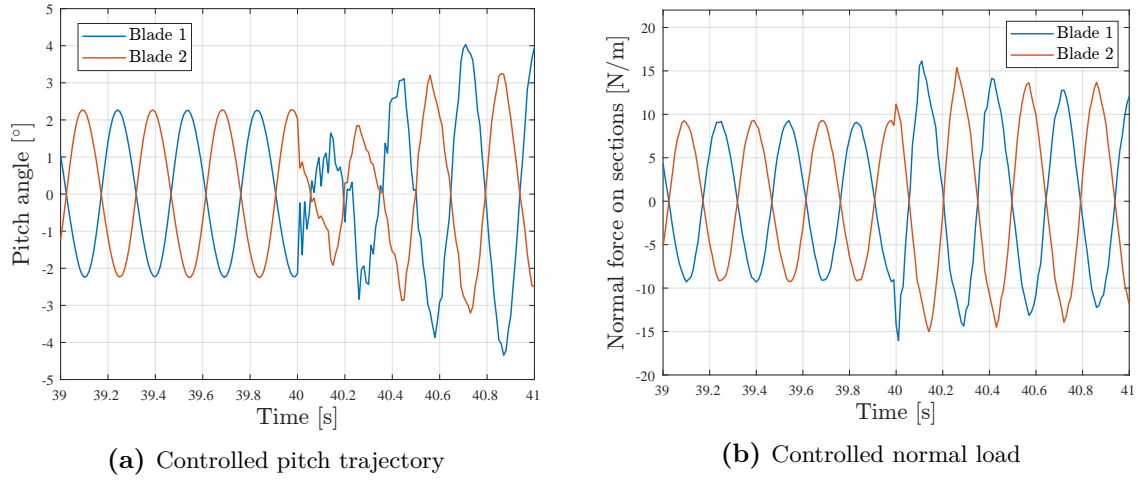 5
4
3
2
1
0
-1
-2
-3
-4
-5
Pitch angle [°]
Blade 1
Blade 2
39 39.2 39.4 39.6 39.8 40 40.2 40.4 40.6 40.8 41
Time [s]
(a) Controlled pitch trajectory
20
15
10
5
0
-5
-10
-15
-20
Normal force on sections [N/m]
Blade 1
Blade 2
39 39.2 39.4 39.6 39.8 40 40.2 40.4 40.6 40.8 41
Time [s]
(b) Controlled normal load